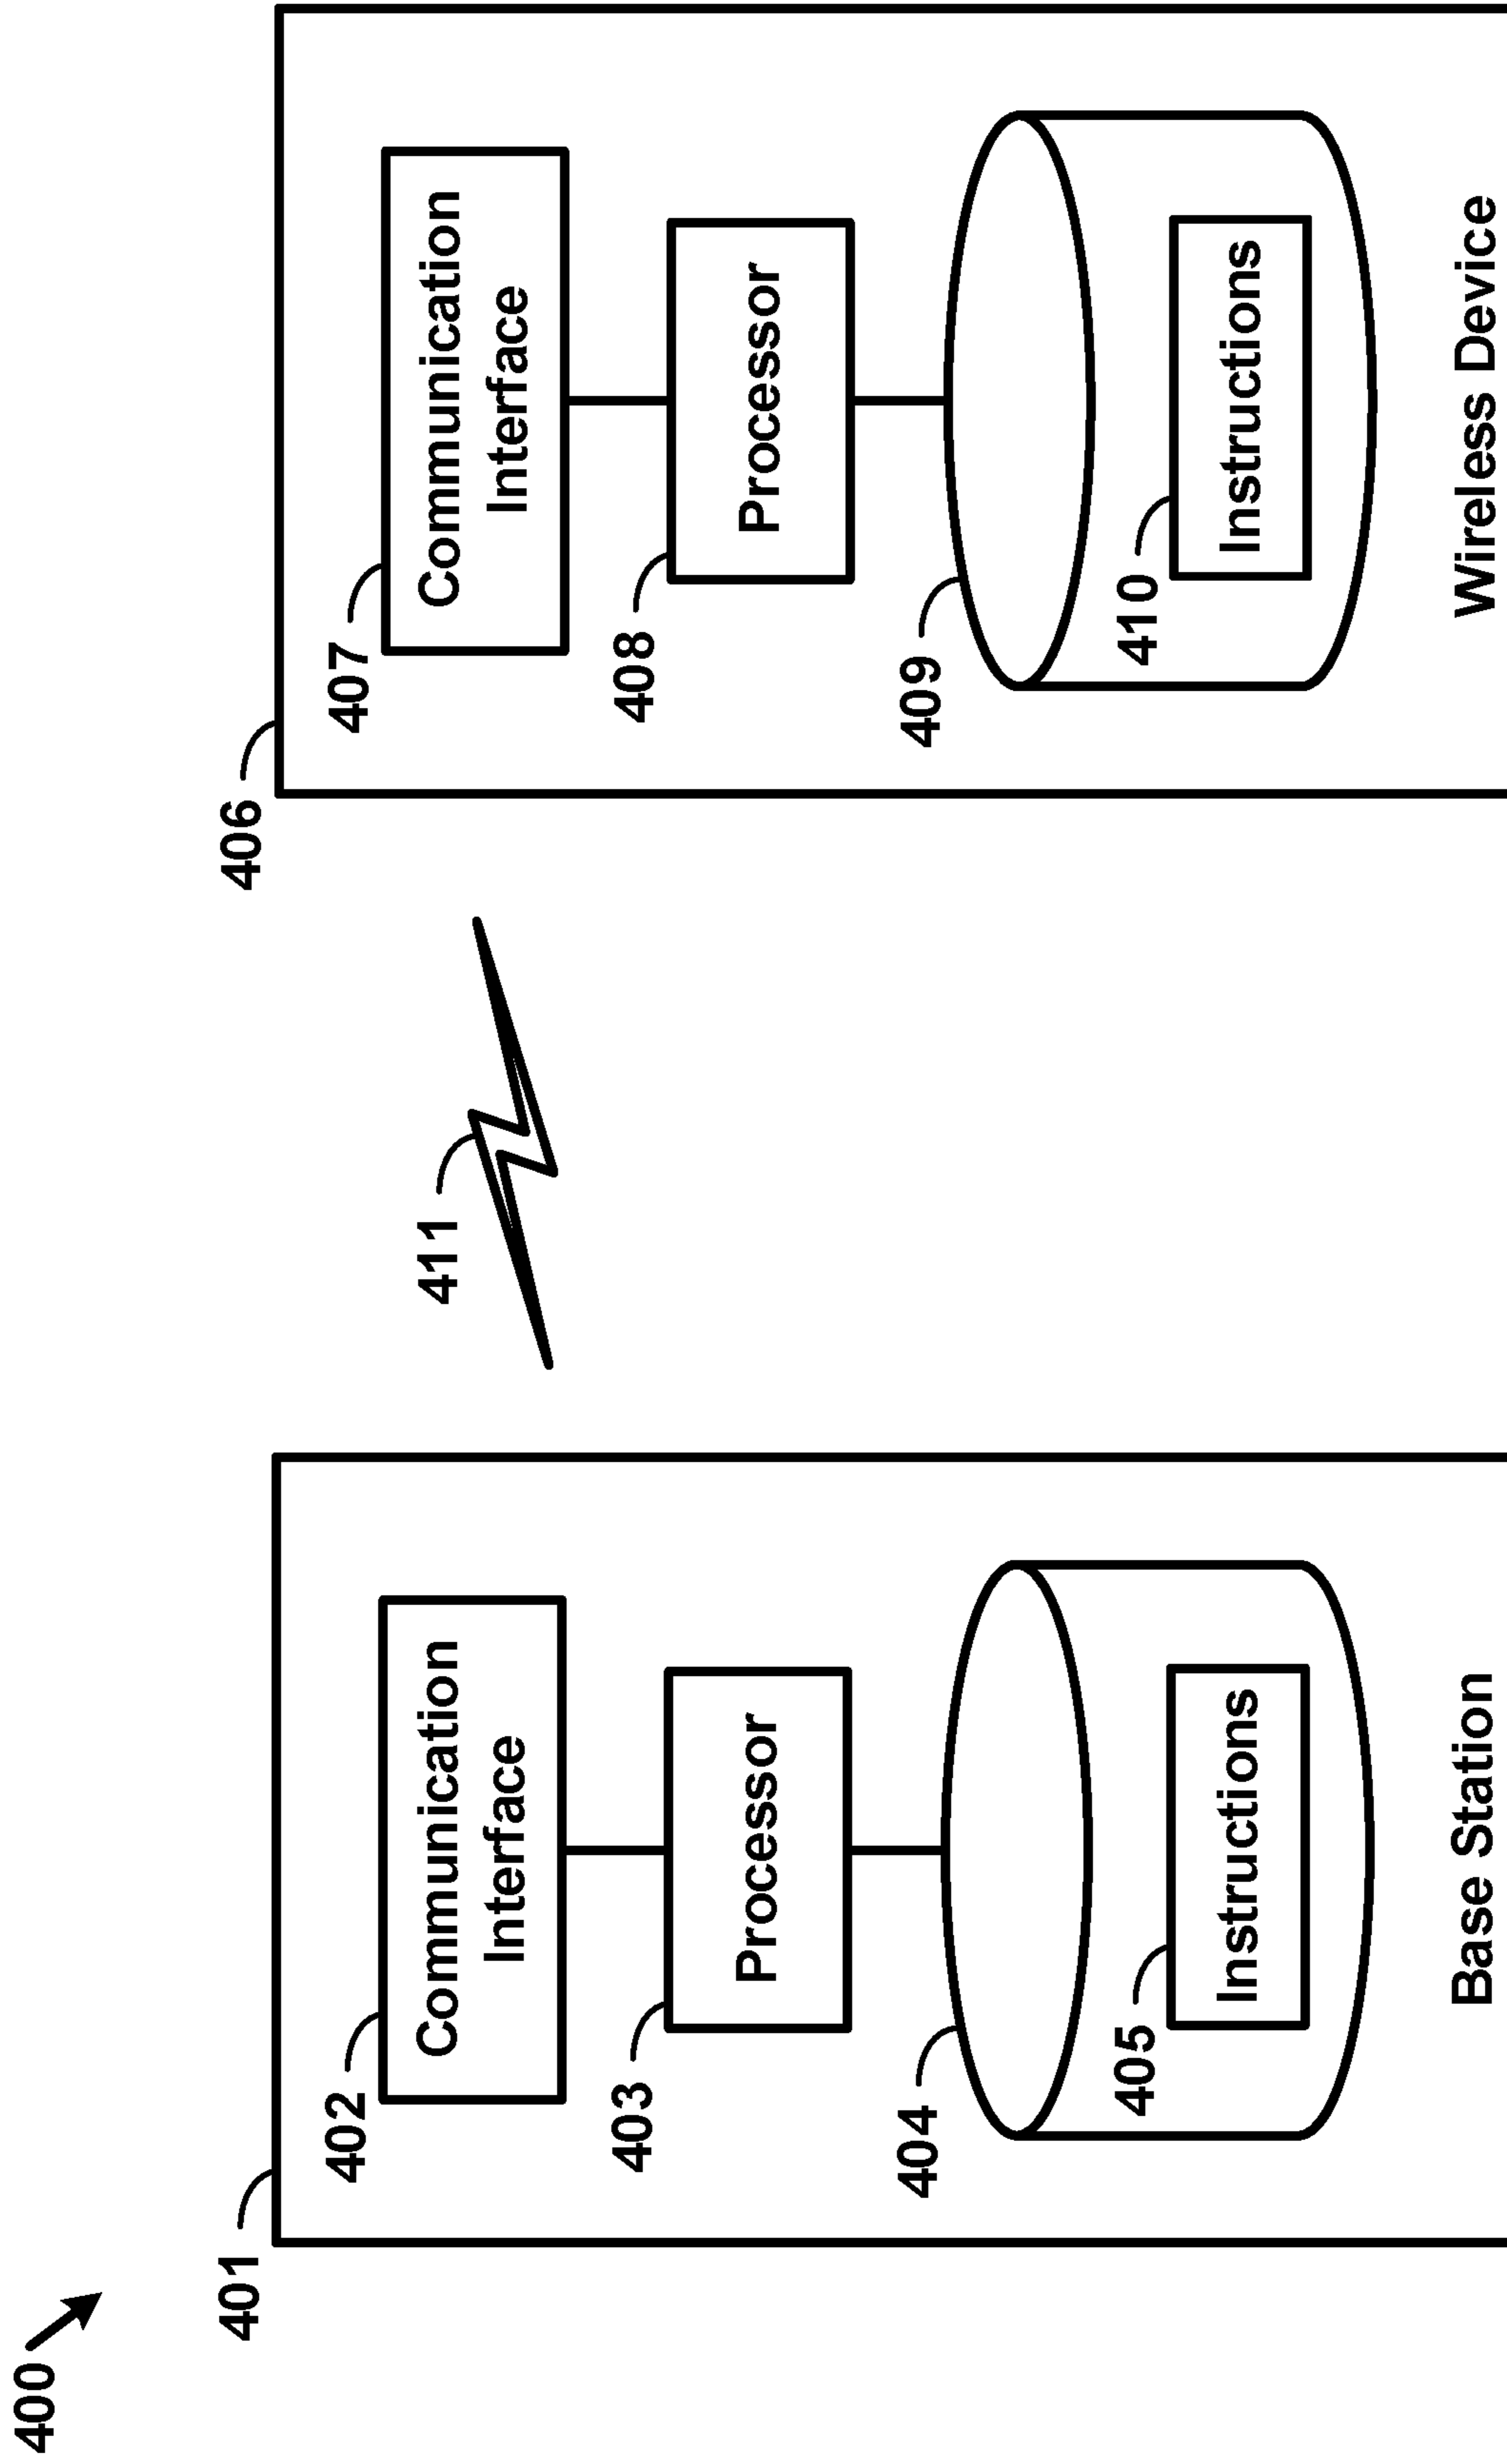 400
401
402
Communication
Interface
403
Processor
404
405
Instructions
Base Station
411
406
407
Communication
Interface
408
Processor
409
410
Instructions
Wireless Device